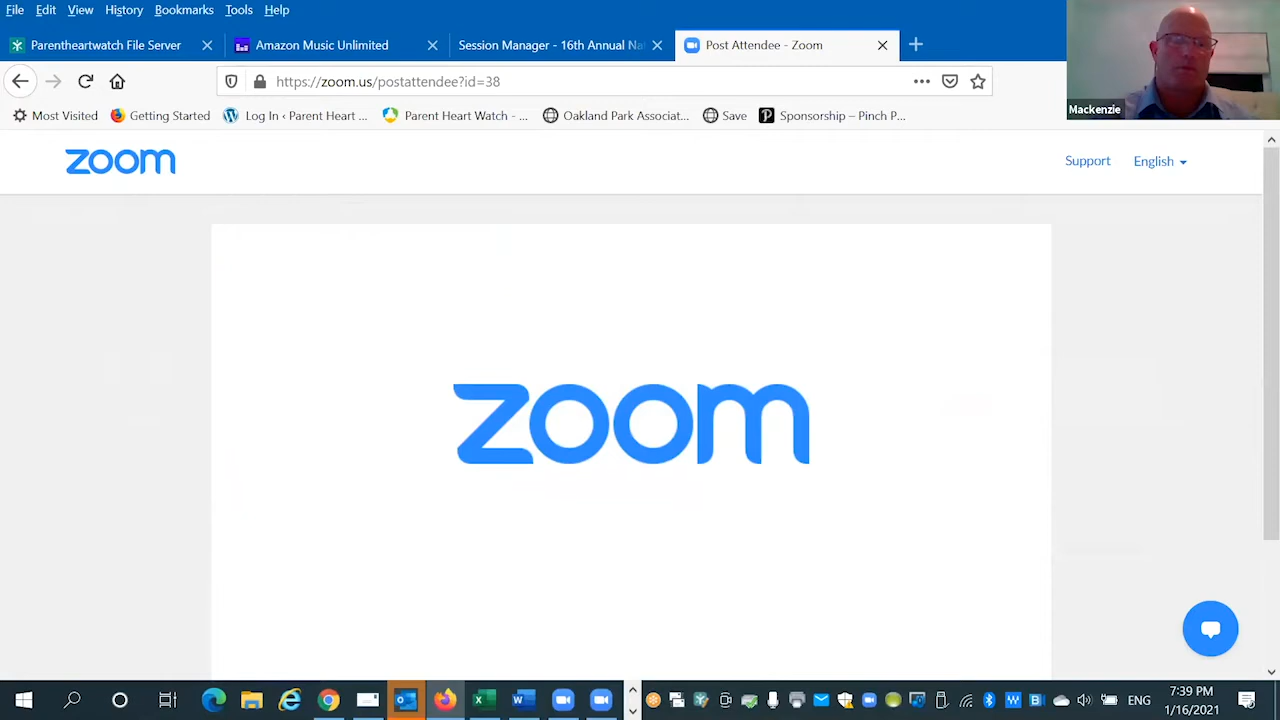 File Edit View History Bookmarks Tools Help
Parentheartwatch File Server
Amazon Music Unlimited
Session Manager - 16th Annual Na
Post Attendee - Zoom
https://zoom.us/postattendee?id=38
Most Visited
Getting Started
Log In ‹ Parent Heart ...
Parent Heart Watch - ...
Oakland Park Associat...
Save
Sponsorship – Pinch P...
Mackenzie
zoom
Support
English
zoom
ENG
7:39 PM
1/16/2021